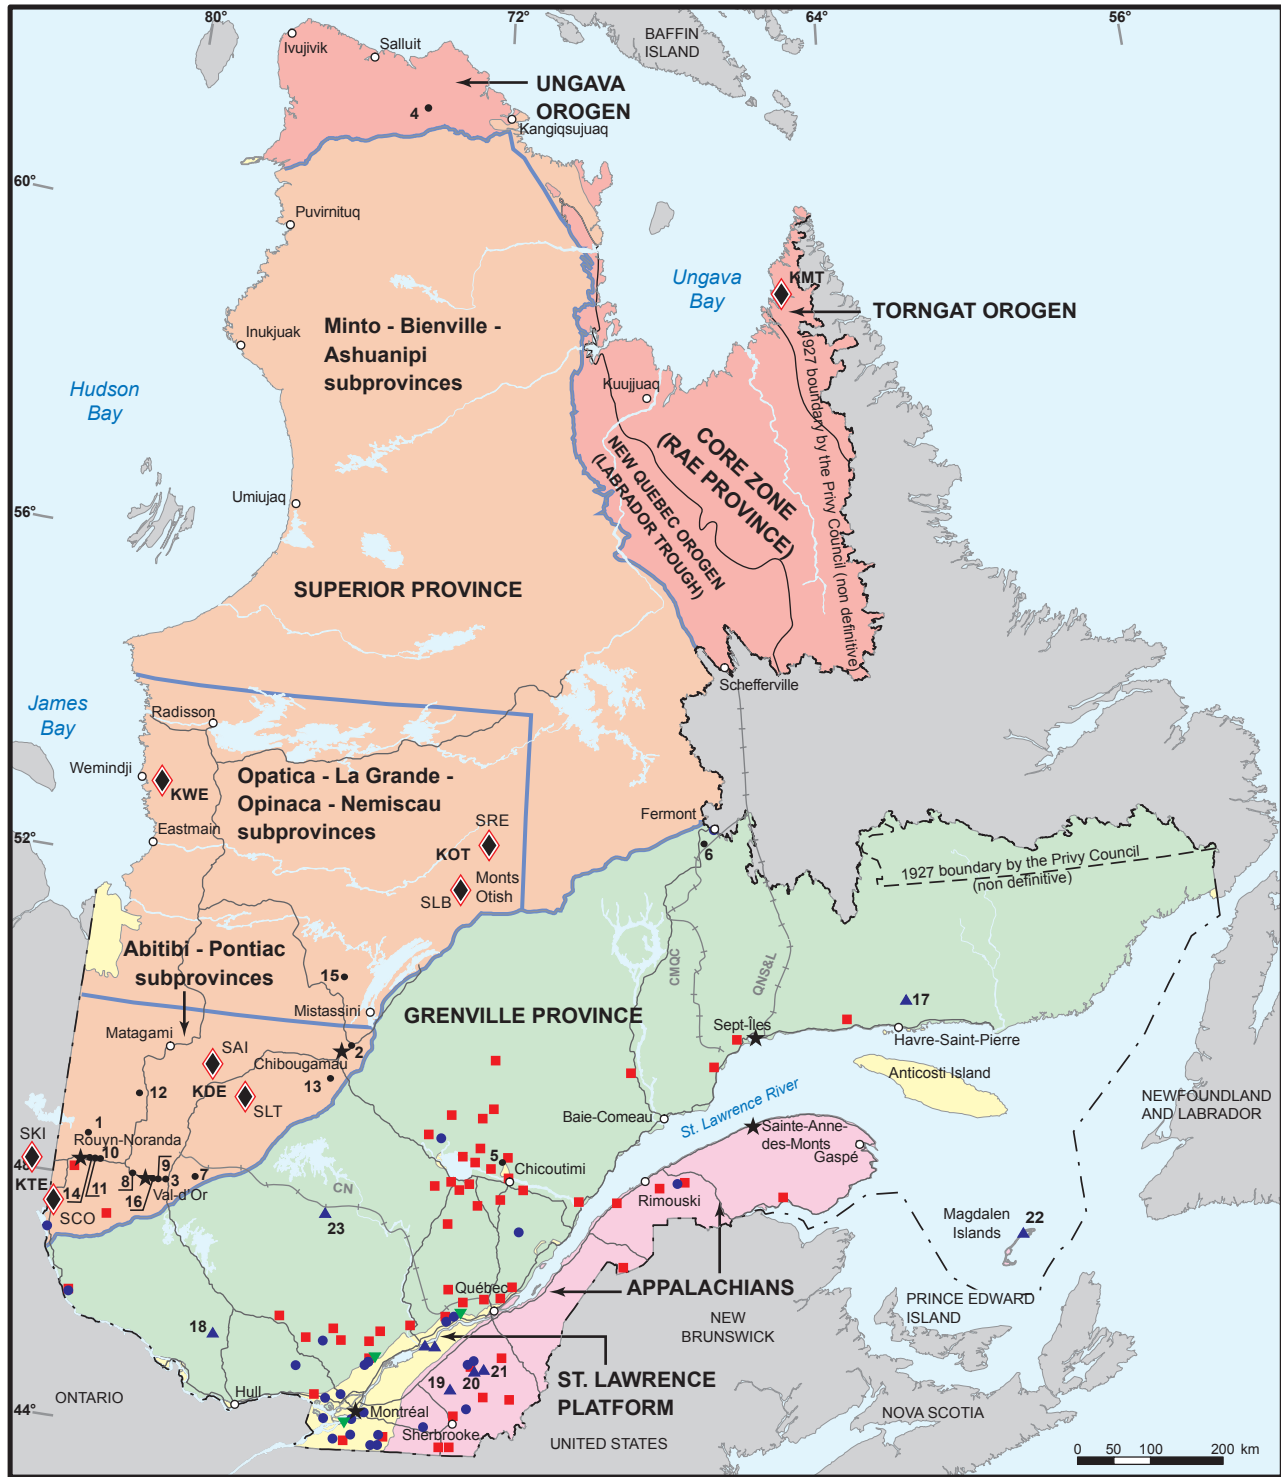 80°
72°
64°
56°
BAFFIN
ISLAND
Ivujivik
Salluit
UNGAVA
OROGEN
4
Kangiqsujuaq
60°
Puvirnituq
Ungava
Bay
KMT
TORNGAT OROGEN
Minto - Bienville -
Ashuanipi
subprovinces
Inukjuak
1927 boundary by the Privy Council (non definitive)
Hudson
Bay
Kuujjuaq
CORE ZONE
(RAE PROVINCE)
NEW QUEBEC OROGEN
(LABRADOR TROUGH)
Umiujaq
56°
SUPERIOR PROVINCE
Schefferville
James
Bay
Radisson
Wemindji
KWE
Opatica - La Grande -
Opinaca - Nemiscau
subprovinces
Eastmain
SRE
KOT
Monts
Otish
SLB
Fermont
52°
6
1927 boundary by the Privy Council
(non definitive)
Abitibi - Pontiac
subprovinces
15
CMQC
QNS&L
Mistassini
GRENVILLE PROVINCE
17
Matagami
Sept-Îles
Havre-Saint-Pierre
SAI
2
Chibougamau
KDE
13
12
SLT
Anticosti Island
Baie-Comeau
St. Lawrence River
NEWFOUNDLAND
AND LABRADOR
1
SKI
Rouyn-Noranda
10
Sainte-Anne-
des-Monts
Gaspé
48°
9
5
Chicoutimi
KTE
14
11
8
16
3
7
Val-d'Or
SCO
CN
23
Rimouski
Magdalen
Islands
22
Québec
APPALACHIANS
PRINCE EDWARD
ISLAND
NEW
BRUNSWICK
18
19
20
21
ST. LAWRENCE
PLATFORM
ONTARIO
Hull
Montréal
44°
Sherbrooke
NOVA SCOTIA
UNITED STATES
0 50 100 200 km